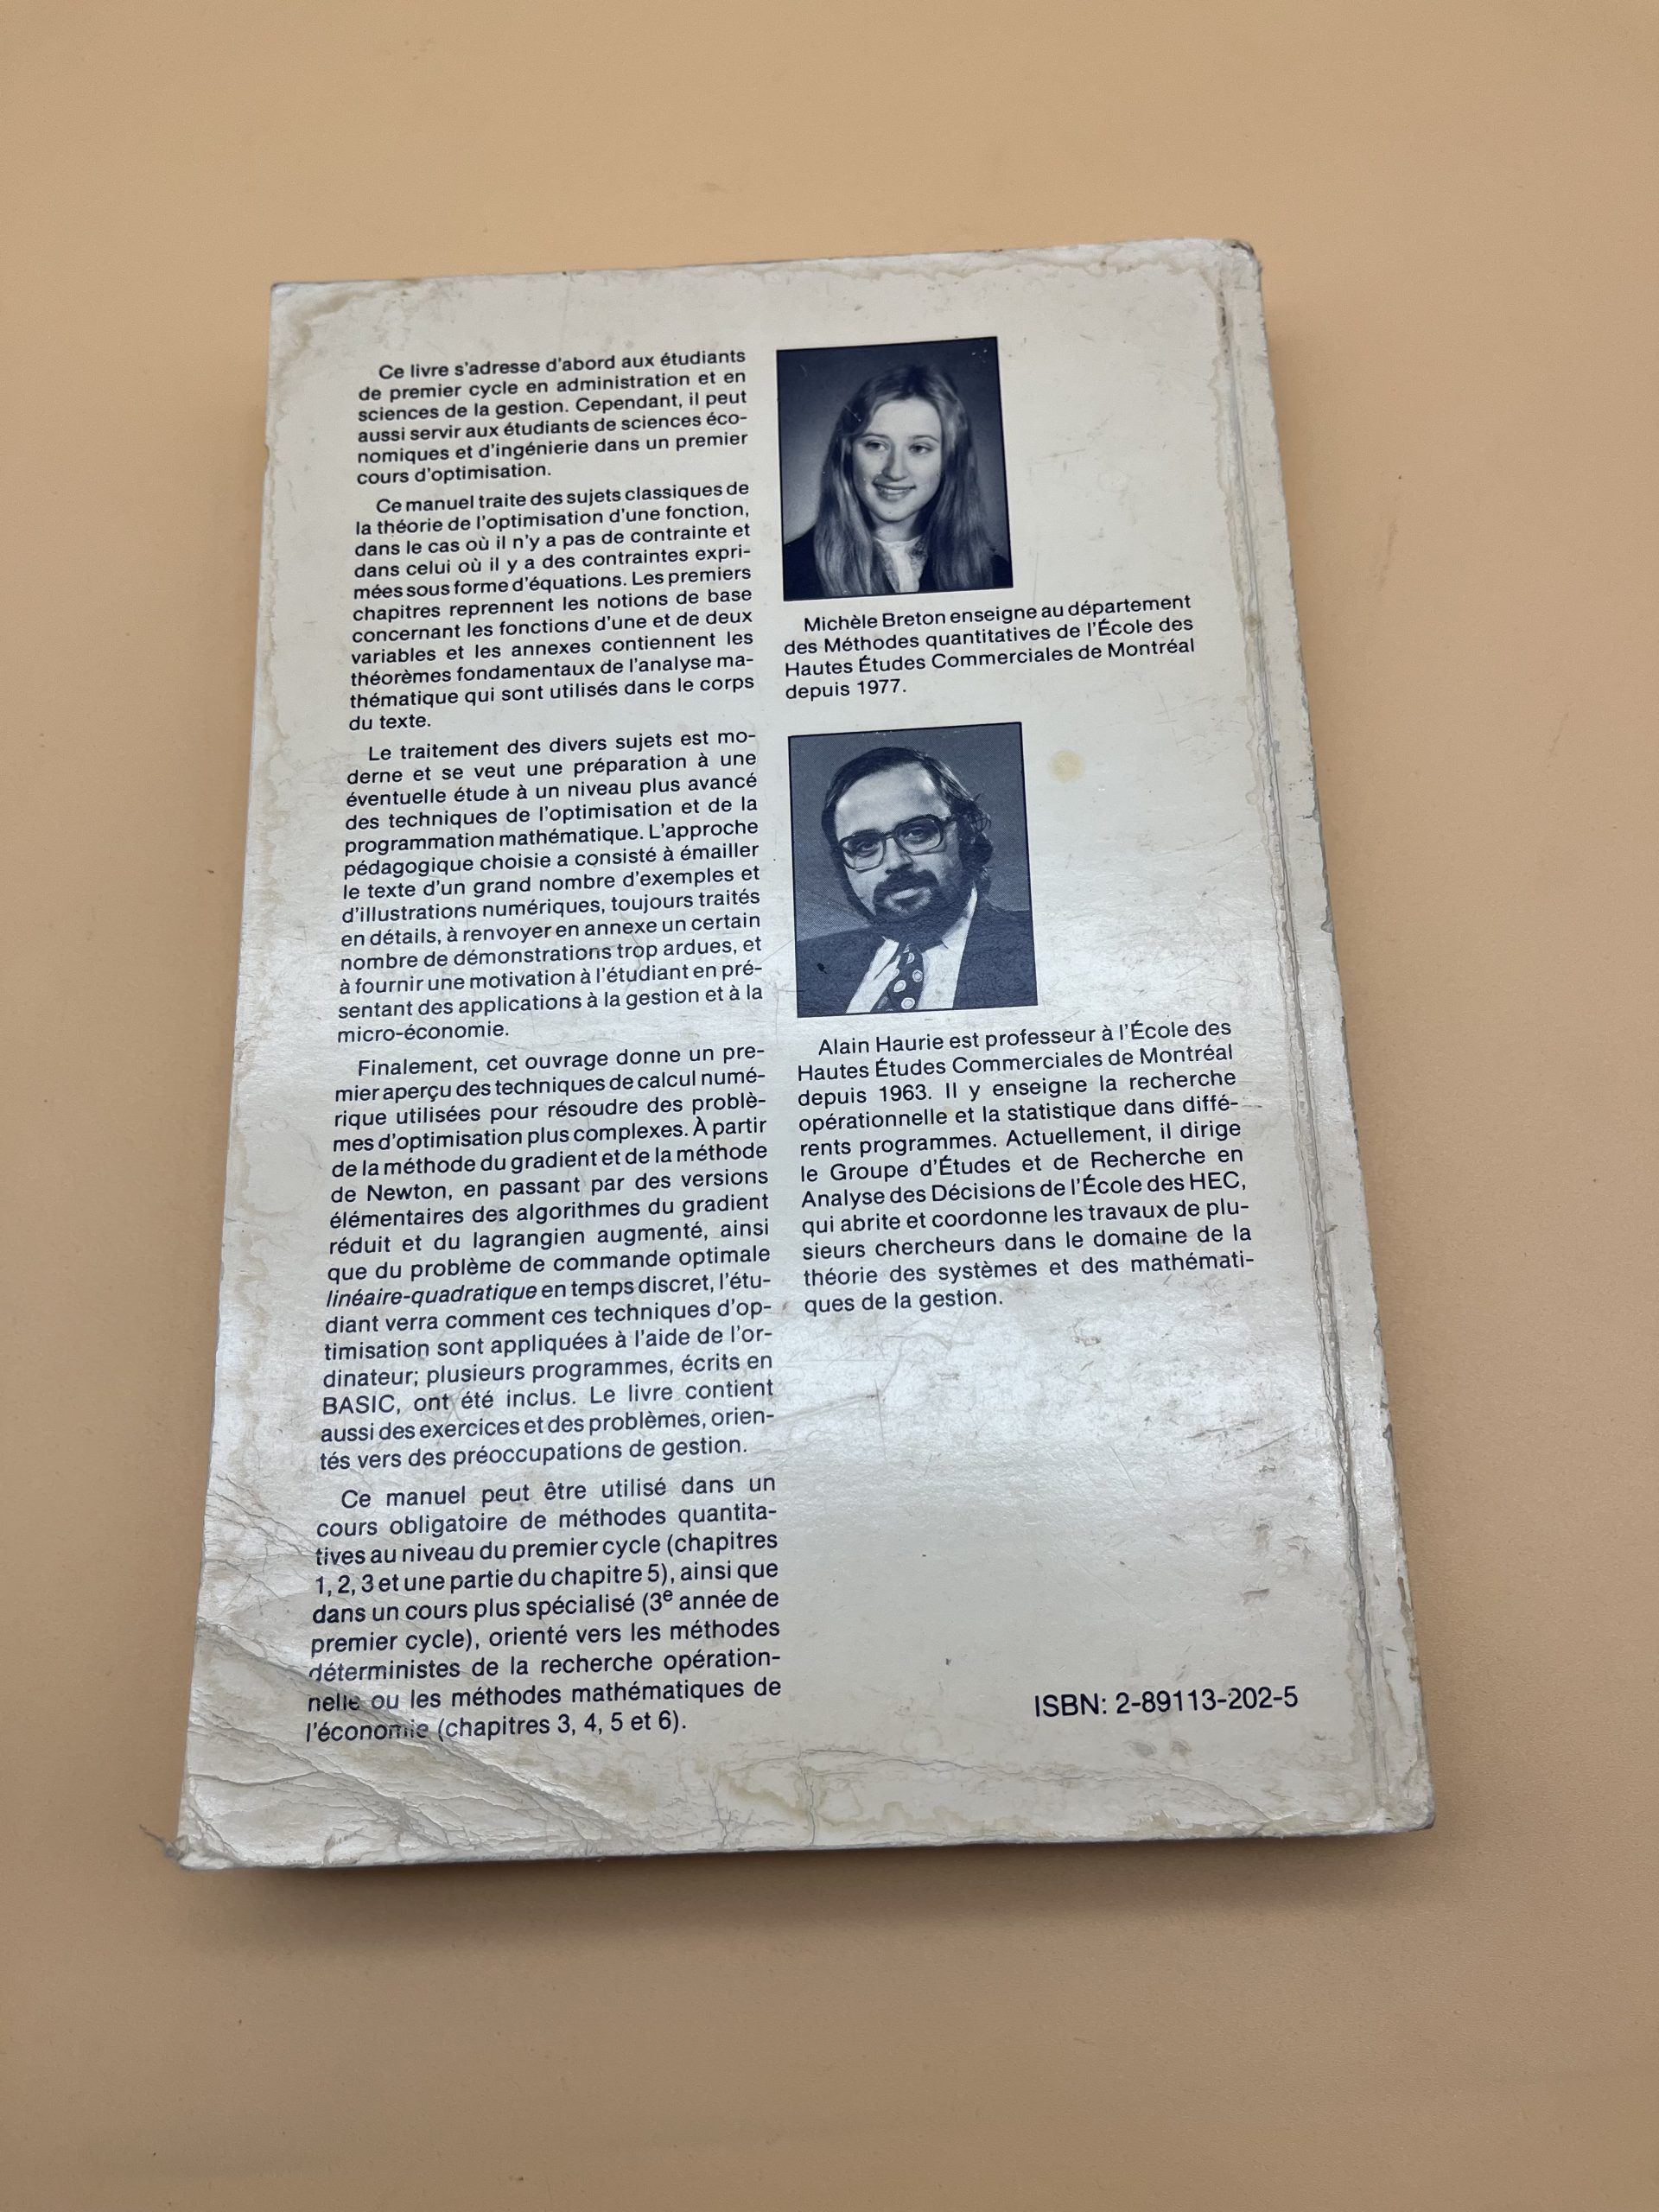 Ce livre s'adresse d'abord aux étudiants
de premier cycle en administration et en
sciences de la gestion. Cependant, il peut
aussi servir aux étudiants de sciences éco-
nomiques et d'ingénierie dans un premier
cours d'optimisation.
Ce manuel traite des sujets classiques de
la théorie de l'optimisation d'une fonction,
dans le cas où il n'y a pas de contrainte et
dans celui où il y a des contraintes expri-
mées sous forme d'équations. Les premiers
chapitres reprennent les notions de base
concernant les fonctions d'une et de deux
variables et les annexes contiennent les
théorèmes fondamentaux de l'analyse ma-
thématique qui sont utilisés dans le corps
du texte.
Le traitement des divers sujets est mo-
derne et se veut une préparation à une
éventuelle étude à un niveau plus avancé
des techniques de l'optimisation et de la
programmation mathématique. L'approche
pédagogique choisie a consisté à émailler
le texte d'un grand nombre d'exemples et
d'illustrations numériques, toujours traités
en détails, à renvoyer en annexe un certain
nombre de démonstrations trop ardues, et
à fournir une motivation à l'étudiant en pré-
sentant des applications à la gestion et à la
micro-économie.
Finalement, cet ouvrage donne un pre-
mier aperçu des techniques de calcul numé-
rique utilisées pour résoudre des problè-
mes d'optimisation plus complexes. À partir
de la méthode du gradient et de la méthode
de Newton, en passant par des versions
élémentaires des algorithmes du gradient
réduit et du lagrangien augmenté, ainsi
que du problème de commande optimale
linéaire-quadratique en temps discret, l'étu-
diant verra comment ces techniques d'op-
timisation sont appliquées à l'aide de l'or-
dinateur; plusieurs programmes, écrits en
BASIC, ont été inclus. Le livre contient
aussi des exercices et des problèmes, orien-
tés vers des préoccupations de gestion.
Ce manuel peut être utilisé dans un
cours obligatoire de méthodes quantita-
tives au niveau du premier cycle (chapitres
1, 2, 3 et une partie du chapitre 5), ainsi que
dans un cours plus spécialisé (3e année de
premier cycle), orienté vers les méthodes
déterministes de la recherche opération-
nelle ou les méthodes mathématiques de
l'économie (chapitres 3, 4, 5 et 6).
Michèle Breton enseigne au département
des Méthodes quantitatives de l'École des
Hautes Études Commerciales de Montréal
depuis 1977.
Alain Haurie est professeur à l'École des
Hautes Études Commerciales de Montréal
depuis 1963. Il y enseigne la recherche
opérationnelle et la statistique dans diffé-
rents programmes. Actuellement, il dirige
le Groupe d'Études et de Recherche en
Analyse des Décisions de l'École des HEC,
qui abrite et coordonne les travaux de plu-
sieurs chercheurs dans le domaine de la
théorie des systèmes et des mathémati-
ques de la gestion.
ISBN: 2-89113-202-5